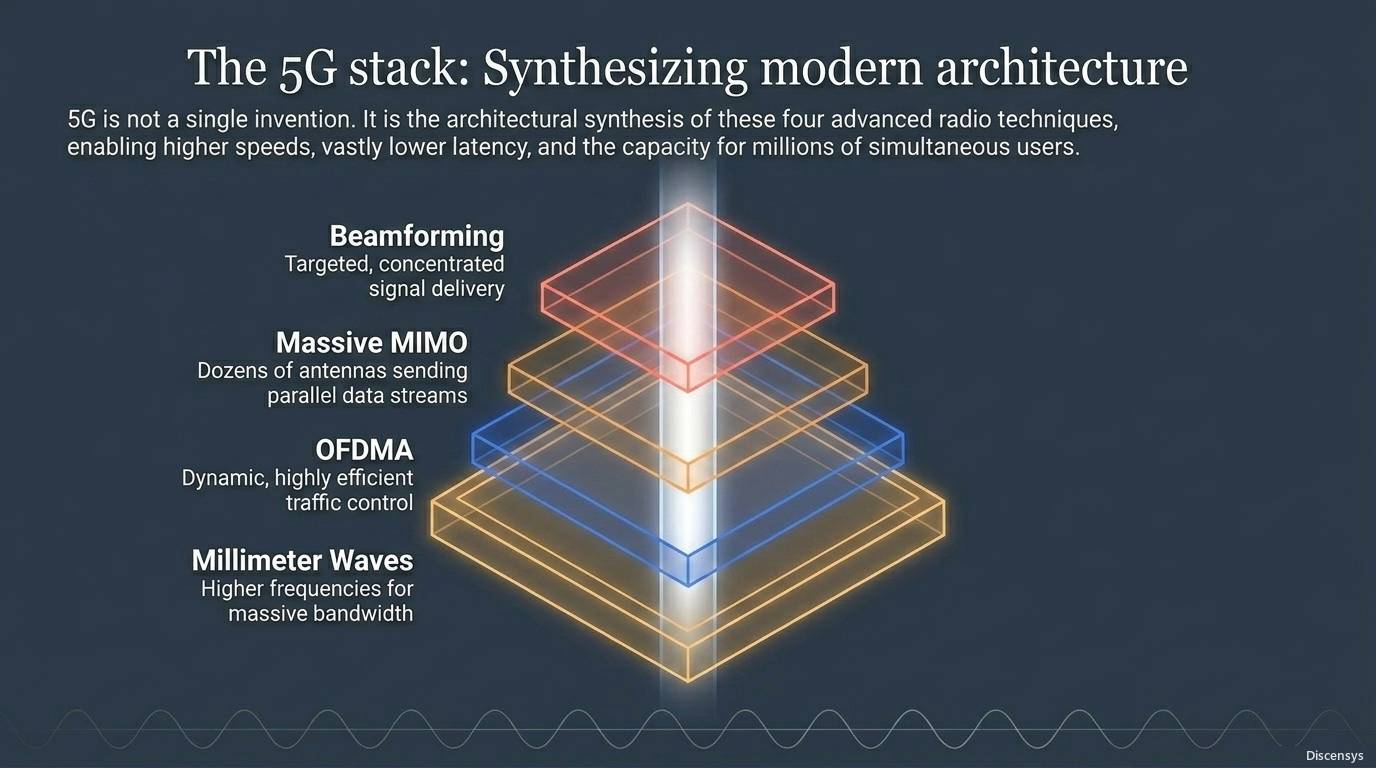 The 5G stack: Synthesizing modern architecture
5G is not a single invention. It is the architectural synthesis of these four advanced radio techniques,
enabling higher speeds, vastly lower latency, and the capacity for millions of simultaneous users.
Beamforming
Targeted, concentrated
signal delivery
Massive MIMO
Dozens of antennas sending
parallel data streams
OFDMA
Dynamic, highly efficient
traffic control
Millimeter Waves
Higher frequencies for
massive bandwidth
Discensys